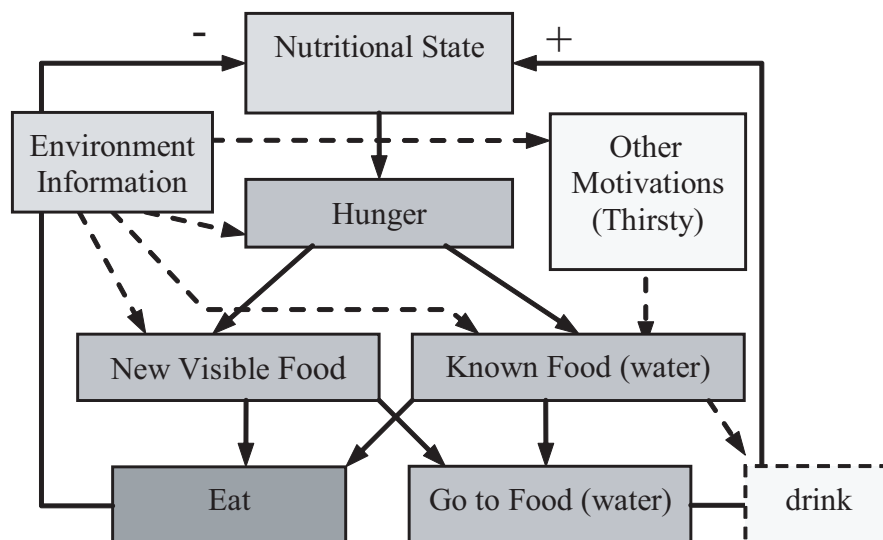 -
Nutritional State
+
Environment
Information
Other
Motivations
(Thirsty)
Hunger
New Visible Food
Known Food (water)
Eat
Go to Food (water)
drink